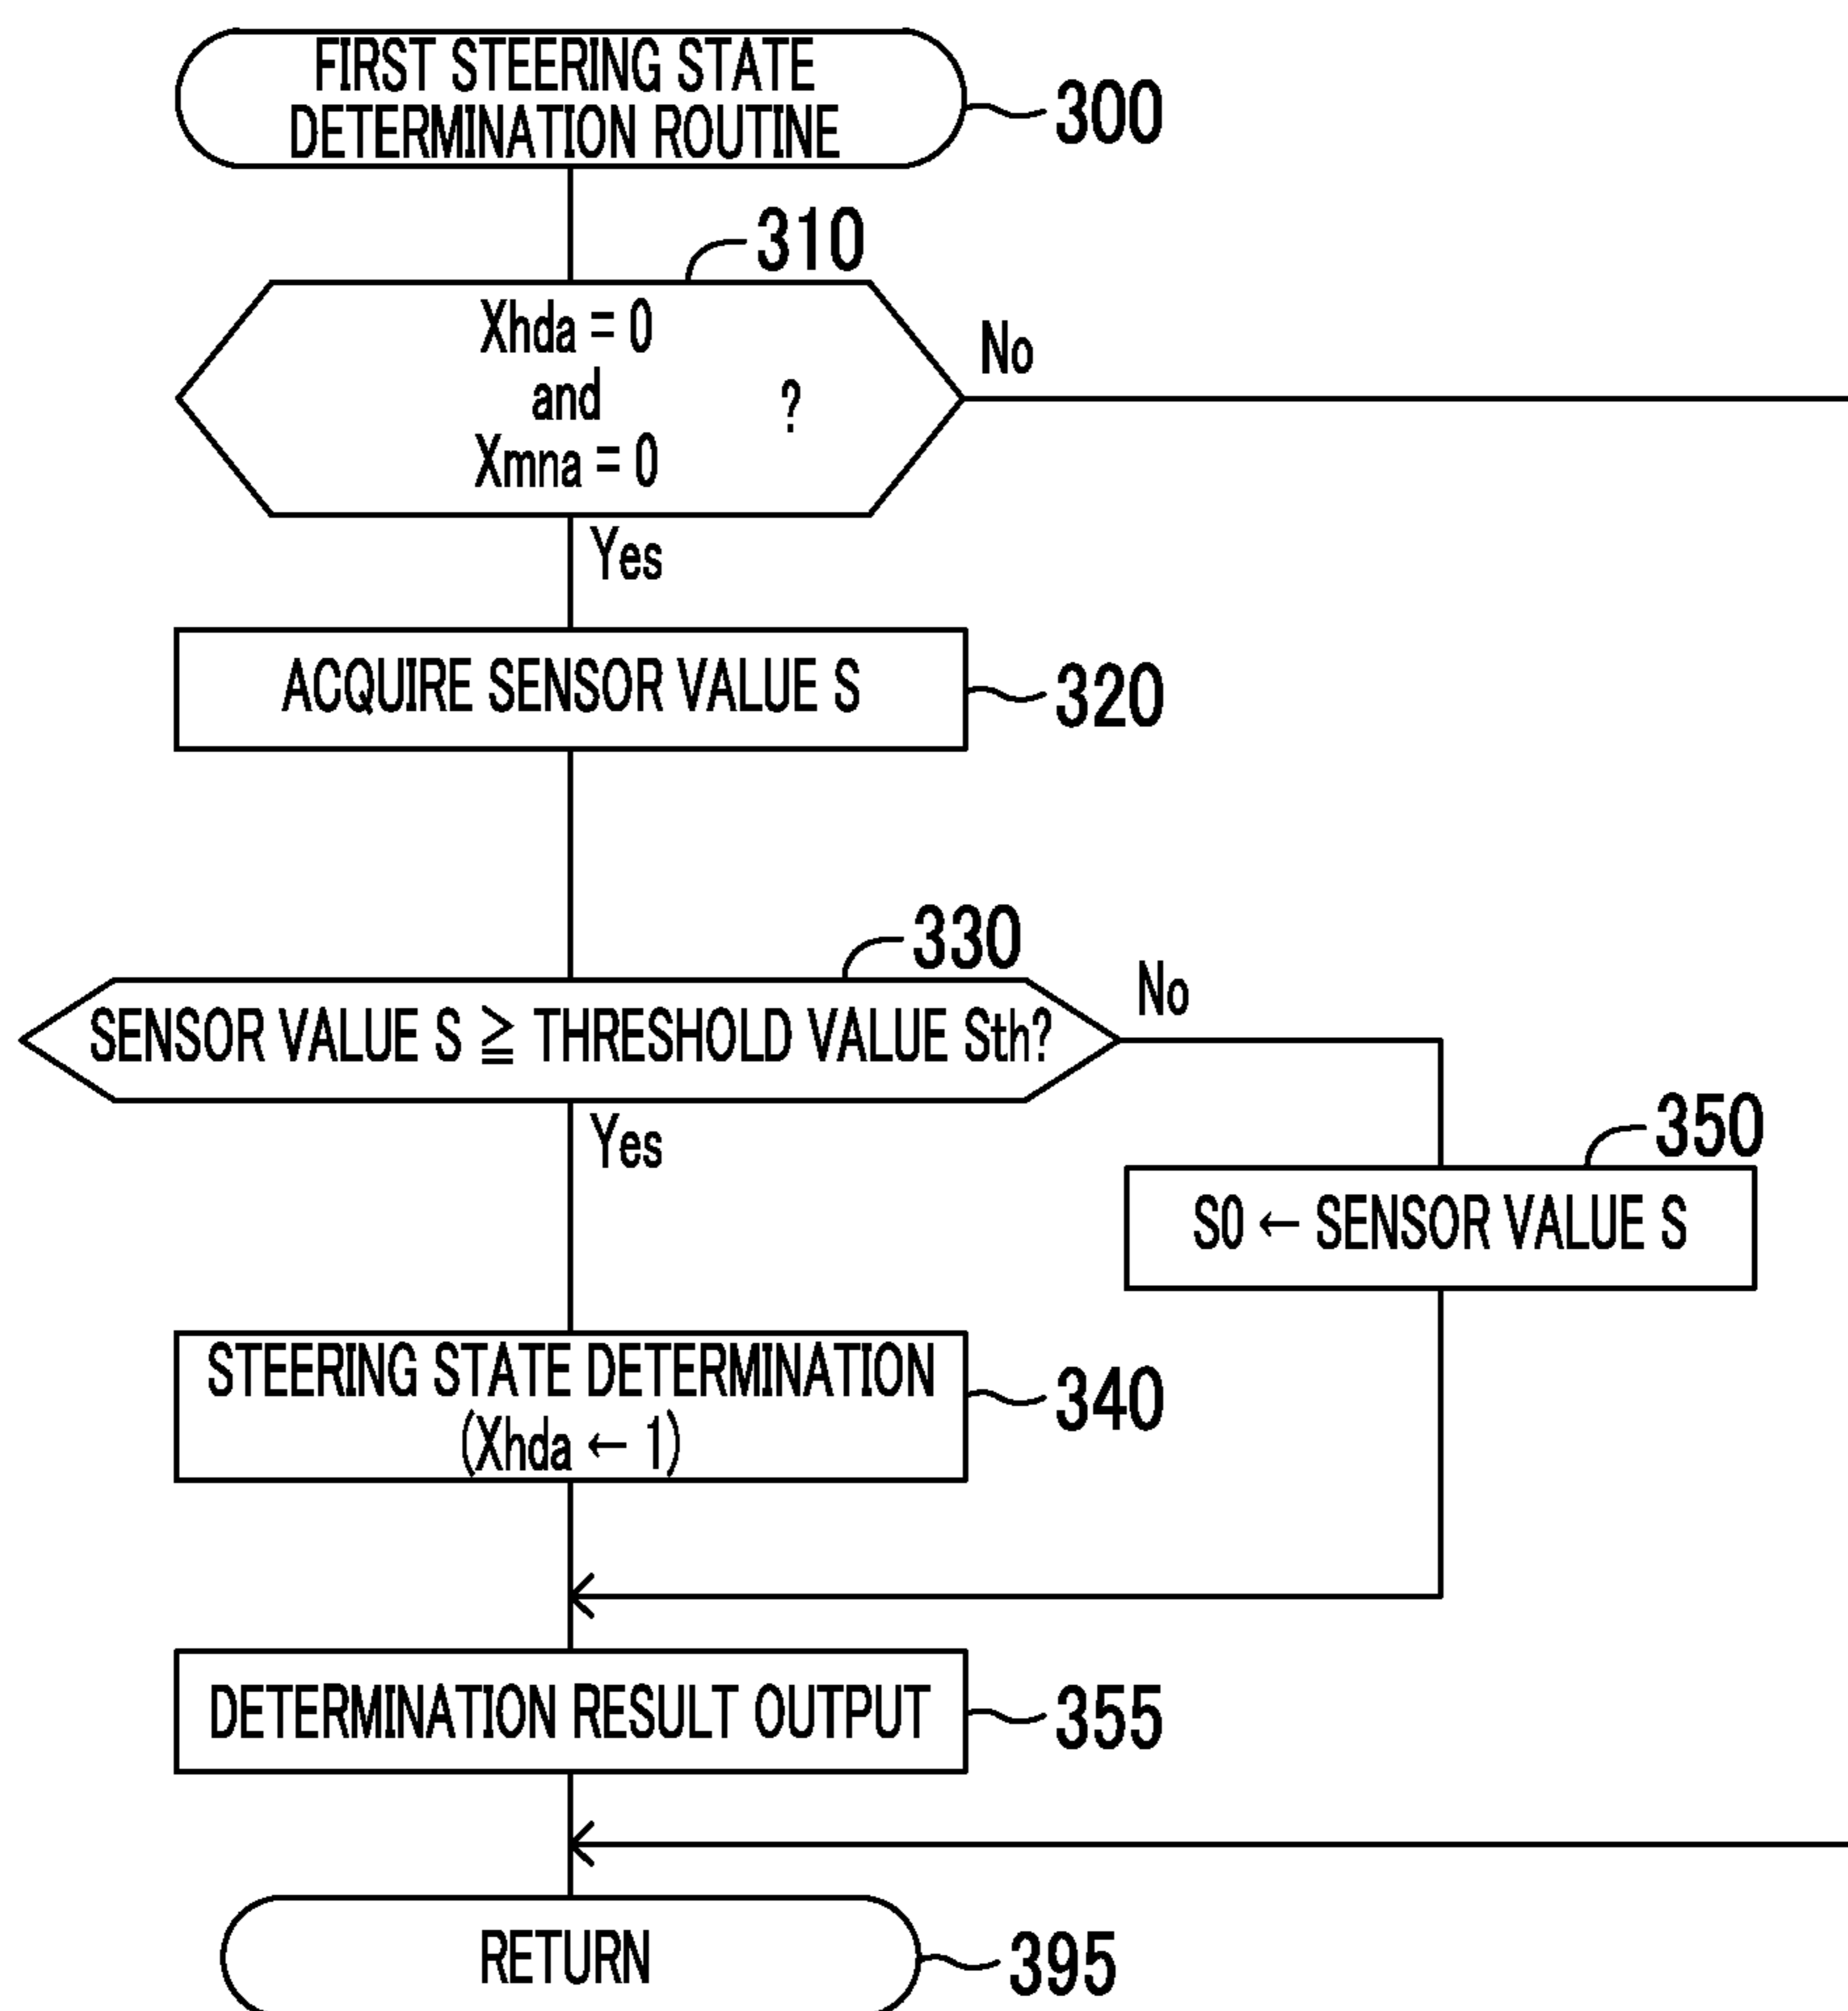 FIRST STEERING STATE
DETERMINATION ROUTINE
300
310
Xhda = 0
and
?
Xmna = 0
No
Yes
ACQUIRE SENSOR VALUE S
320
330
SENSOR VALUE S ≧ THRESHOLD VALUE Sth?
No
Yes
350
S0 ← SENSOR VALUE S
STEERING STATE DETERMINATION
(Xhda ← 1)
340
DETERMINATION RESULT OUTPUT
355
RETURN
395